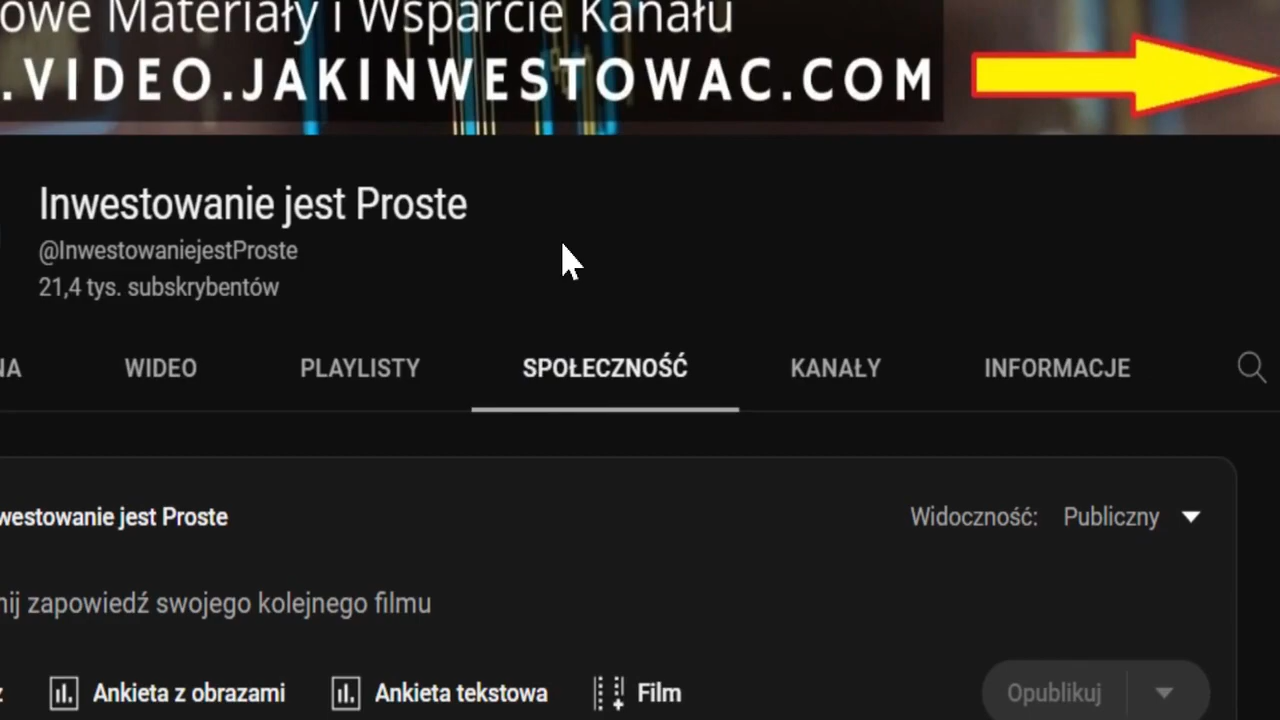 owe Materiały i Wsparcie Kanału
.VIDEO.JAKINWESTOWAC.COM
Inwestowanie jest Proste
@InwestowaniejestProste
21,4 tys. subskrybentów
NA WIDEO PLAYLISTY SPOŁECZNOŚĆ KANAŁY INFORMACJE
westowanie jest Proste Widoczność: Publiczny
nij zapowiedź swojego kolejnego filmu
z Ankieta z obrazami Ankieta tekstowa Film Opublikuj